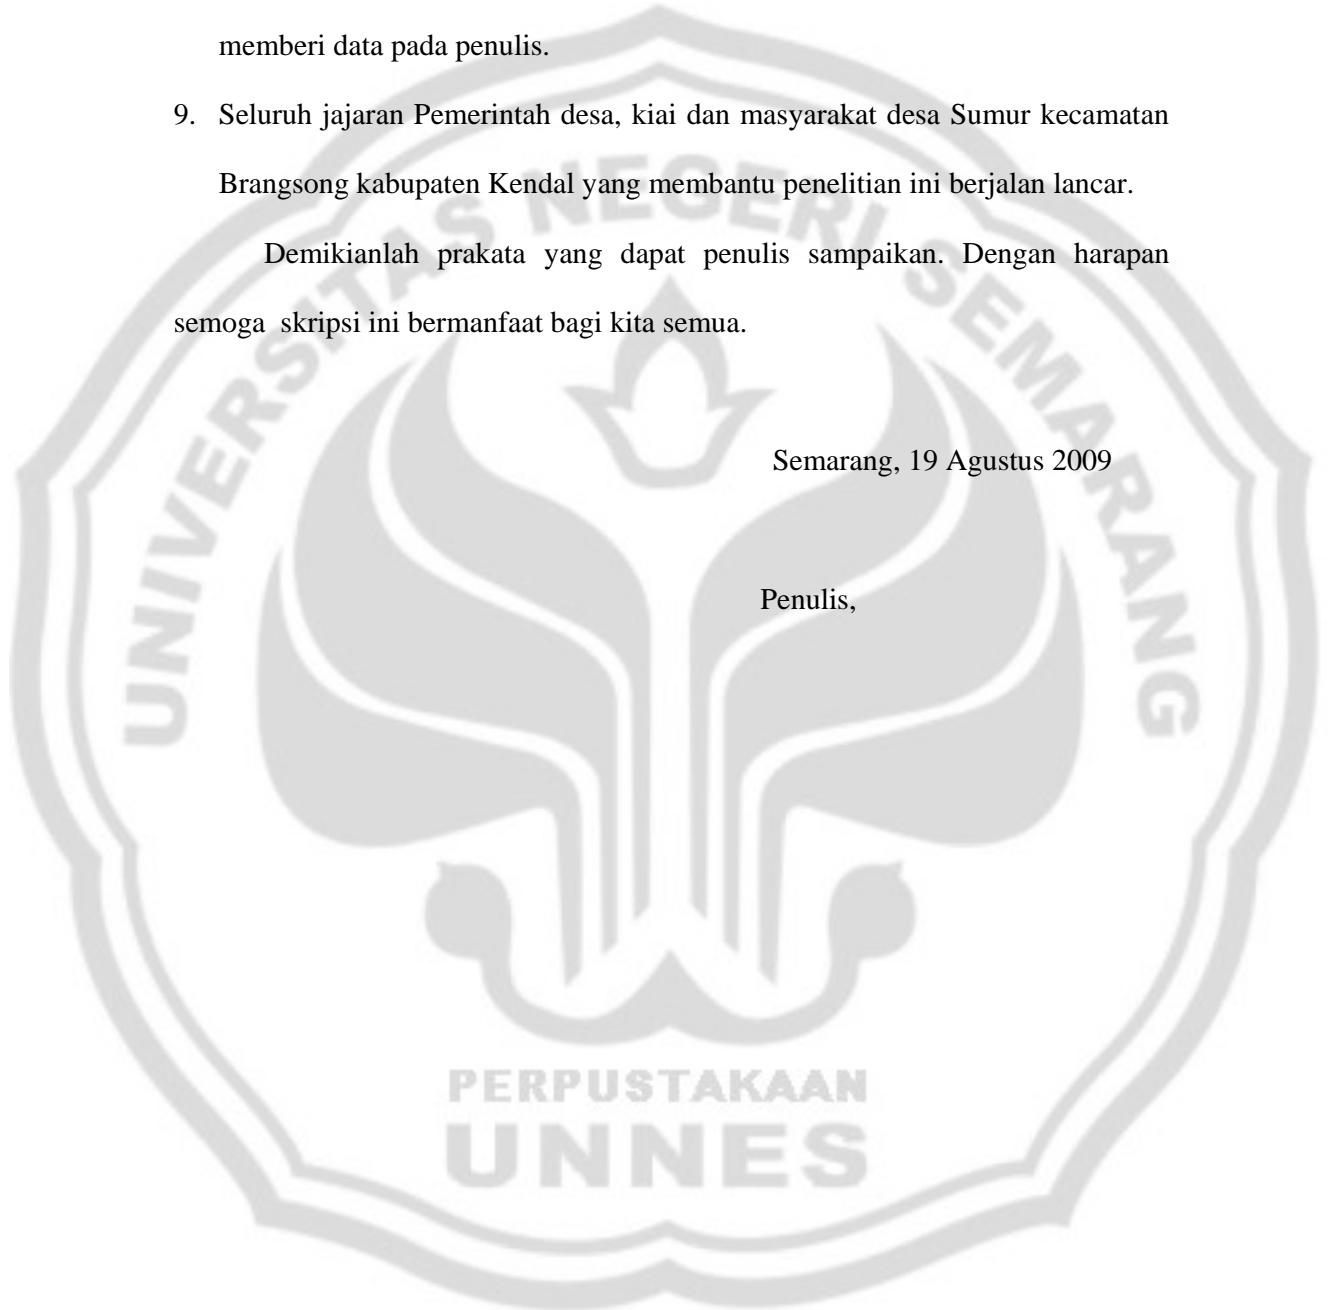 memberi data pada penulis.
9. Seluruh jajaran Pemerintah desa, kiai dan masyarakat desa Sumur kecamatan
Brangsong kabupaten Kendal yang membantu penelitian ini berjalan lancar.
Demikianlah prakata yang dapat penulis sampaikan. Dengan harapan
semoga skripsi ini bermanfaat bagi kita semua.
Semarang, 19 Agustus 2009
Penulis,
UNIVERSITAS NEGERI SEMARANG
PERPUSTAKAAN
UNNES